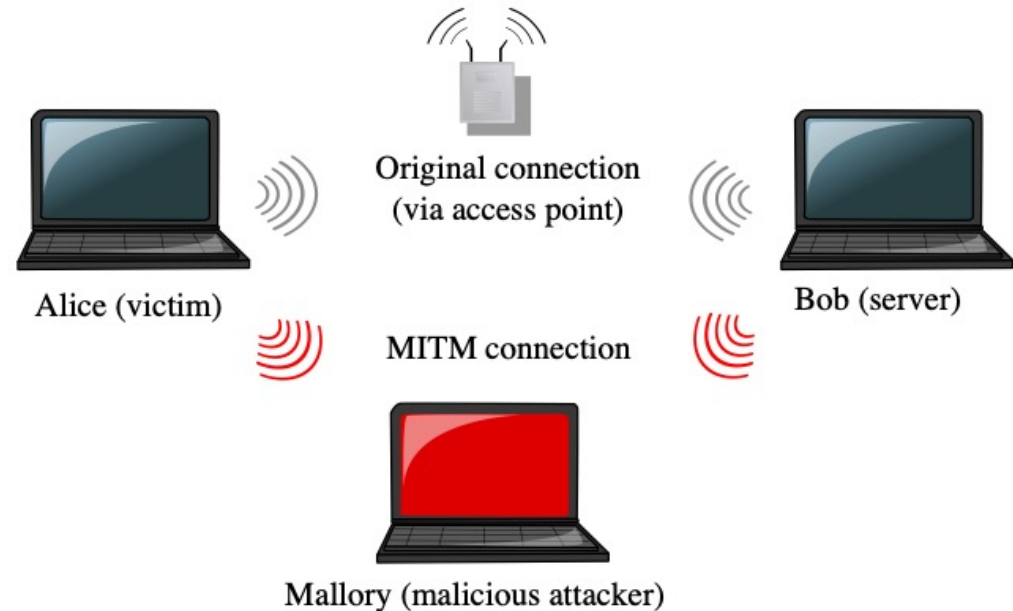 Original connection
(via access point)
Alice (victim)
Bob (server)
MITM connection
Mallory (malicious attacker)